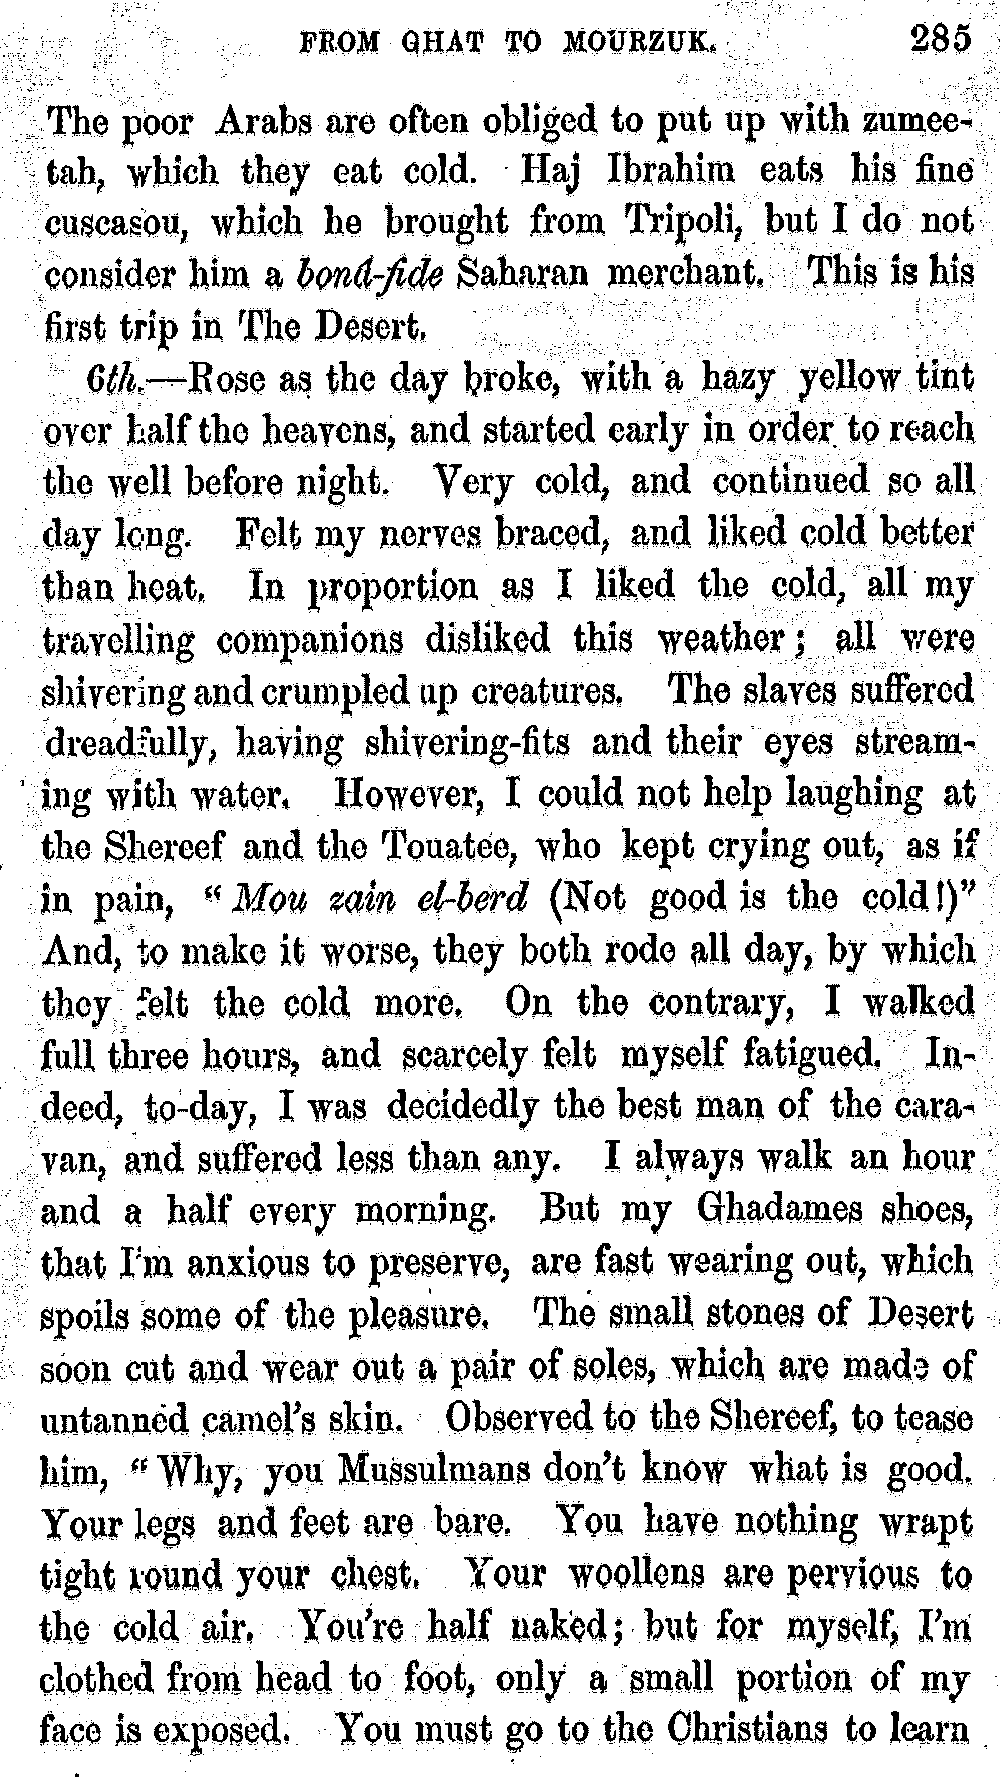 FROM GHAT TO MOURZUK. 285
The poor Arabs are often obliged to put up with zumee-
tah, which they eat cold. Haj Ibrahim eats his fine
cuscasou, which he brought from Tripoli, but I do not
consider him a bonâ-fide Saharan merchant. This is his
first trip in The Desert.
6th.—Rose as the day broke, with a hazy yellow tint
over half the heavens, and started early in order to reach
the well before night. Very cold, and continued so all
day long. Felt my nerves braced, and liked cold better
than heat. In proportion as I liked the cold, all my
travelling companions disliked this weather; all were
shivering and crumpled up creatures. The slaves suffered
dreadfully, having shivering-fits and their eyes stream-
ing with water. However, I could not help laughing at
the Shereef and the Touatee, who kept crying out, as if
in pain, "Mou zain el-berd (Not good is the cold!)"
And, to make it worse, they both rode all day, by which
they felt the cold more. On the contrary, I walked
full three hours, and scarcely felt myself fatigued. In-
deed, to-day, I was decidedly the best man of the cara-
van, and suffered less than any. I always walk an hour
and a half every morning. But my Ghadames shoes,
that I'm anxious to preserve, are fast wearing out, which
spoils some of the pleasure. The small stones of Desert
soon cut and wear out a pair of soles, which are made of
untanned camel's skin. Observed to the Shereef, to tease
him, "Why, you Mussulmans don't know what is good.
Your legs and feet are bare. You have nothing wrapt
tight round your chest. Your woollens are pervious to
the cold air. You're half naked; but for myself, I'm
clothed from head to foot, only a small portion of my
face is exposed. You must go to the Christians to learn